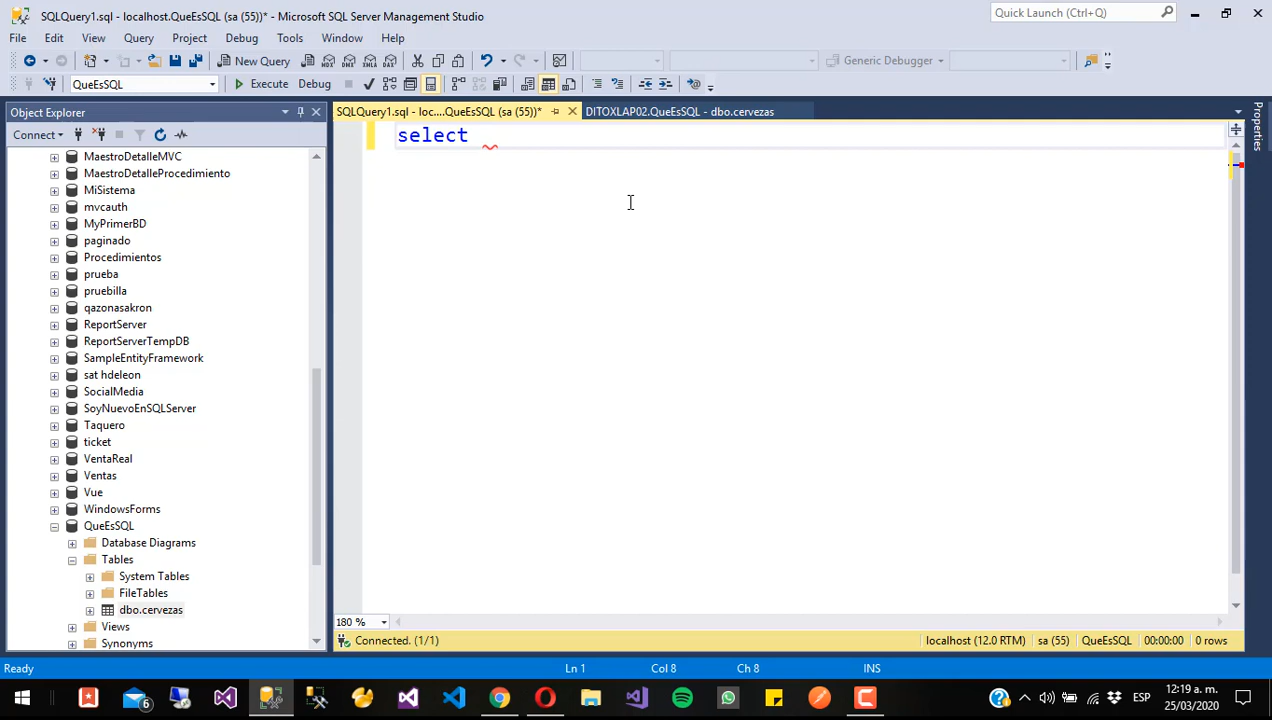 SQLQuery1.sql - localhost.QueEsSQL (sa (55))* - Microsoft SQL Server Management Studio
Quick Launch (Ctrl+Q)
File Edit View Query Project Debug Tools Window Help
New Query
Generic Debugger
QueEsSQL
Execute Debug
Object Explorer
SQLQuery1.sql - loc....QueEsSQL (sa (55))*
DITOXLAP02.QueEsSQL - dbo.cervezas
Properties
Connect
select
MaestroDetalleMVC
MaestroDetalleProcedimiento
MiSistema
mvcauth
MyPrimerBD
paginado
Procedimientos
prueba
pruebilla
qazonasakron
ReportServer
ReportServerTempDB
SampleEntityFramework
sat hdeleon
SocialMedia
SoyNuevoEnSQLServer
Taquero
ticket
VentaReal
Ventas
Vue
WindowsForms
QueEsSQL
Database Diagrams
Tables
System Tables
FileTables
dbo.cervezas
Views
Synonyms
180 %
Connected. (1/1)
localhost (12.0 RTM) sa (55) QueEsSQL 00:00:00 0 rows
Ready Ln 1 Col 8 Ch 8 INS
6
ESP
12:19 a. m.
25/03/2020